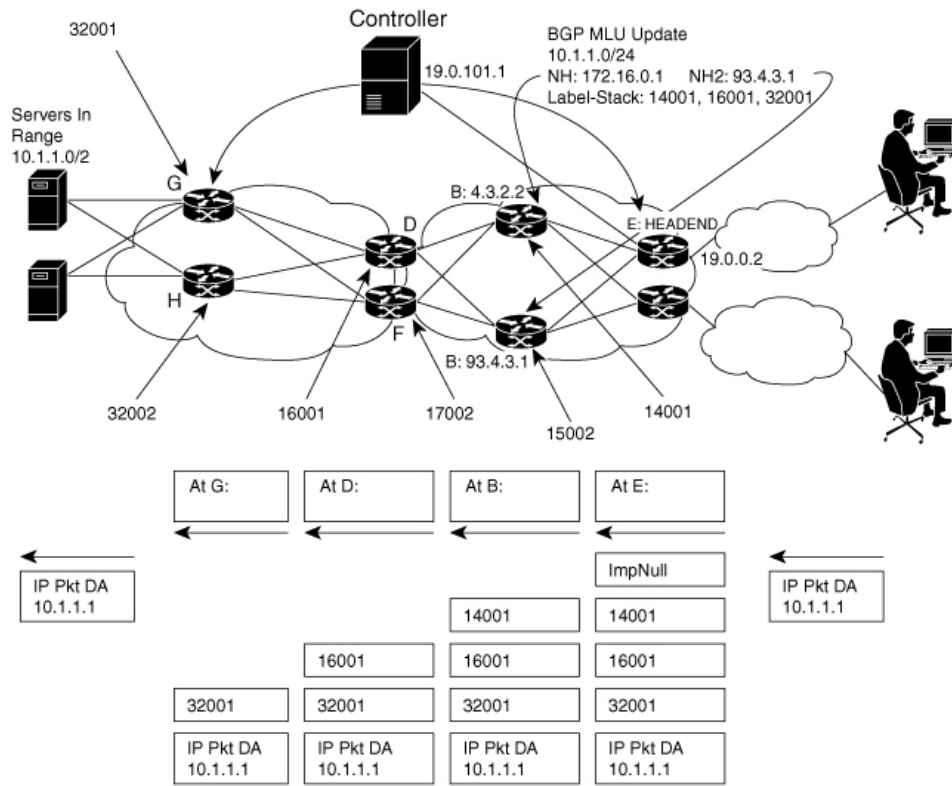 Controller
32001
19.0.101.1
BGP MLU Update
10.1.1.0/24
NH: 172.16.0.1 NH2: 93.4.3.1
Label-Stack: 14001, 16001, 32001
Servers In
Range
10.1.1.0/2
G
B: 4.3.2.2
D
E: HEADEND
19.0.0.2
H
F
B: 93.4.3.1
32002
16001
17002
15002
14001
At G:
At D:
At B:
At E:
IP Pkt DA
10.1.1.1
ImpNull
IP Pkt DA
10.1.1.1
14001
14001
16001
16001
16001
32001
32001
32001
32001
IP Pkt DA
10.1.1.1
IP Pkt DA
10.1.1.1
IP Pkt DA
10.1.1.1
IP Pkt DA
10.1.1.1